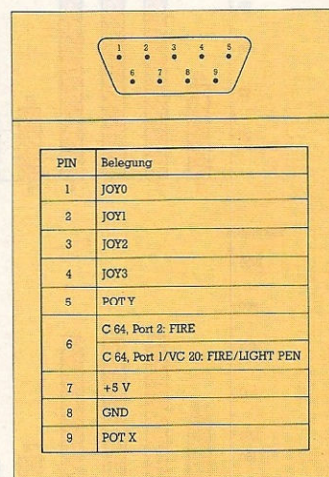 1 2 3 4 5
6 7 8 9
PIN Belegung
1 JOY0
2 JOY1
3 JOY2
4 JOY3
5 POT Y
6 C 64, Port 2: FIRE
C 64, Port 1/VC 20: FIRE/LIGHT PEN
7 +5 V
8 GND
9 POT X